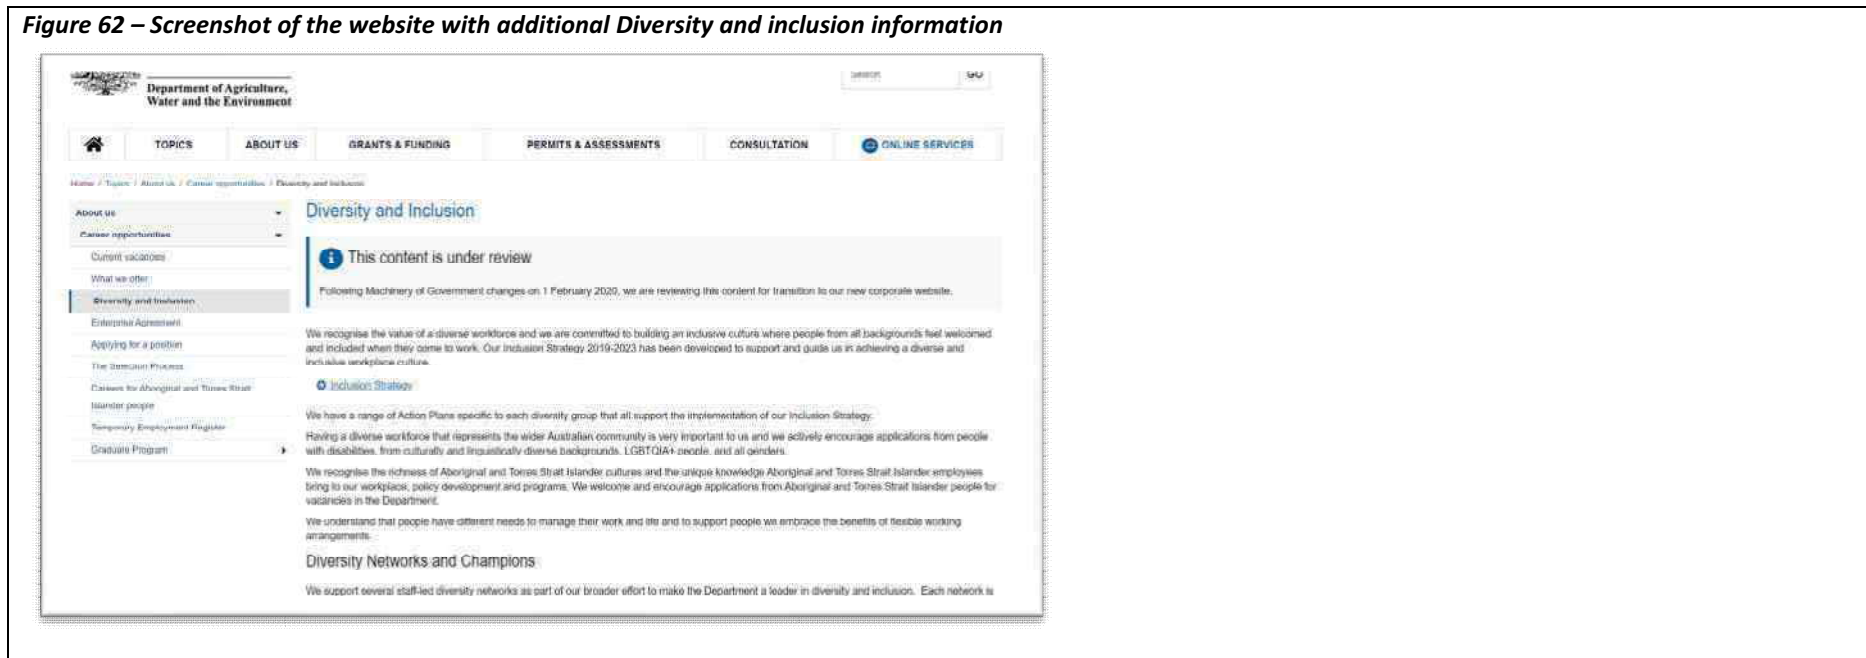 Figure 62 – Screenshot of the website with additional Diversity and inclusion information
Department of Agriculture,
Water and the Environment
Search
GO
TOPICS
ABOUT US
GRANTS & FUNDING
PERMITS & ASSESSMENTS
CONSULTATION
ONLINE SERVICES
Home / Topics / About us / Career opportunities / Diversity and Inclusion
About us
Career opportunities
Current vacancies
What we offer
Diversity and Inclusion
Enterprise Agreement
Applying for a position
The Selection Process
Careers for Aboriginal and Torres Strait
Islander people
Temporary Employment Register
Graduate Program
Diversity and Inclusion
This content is under review
Following Machinery of Government changes on 1 February 2020, we are reviewing this content for transition to our new corporate website.
We recognise the value of a diverse workforce and we are committed to building an inclusive culture where people from all backgrounds feel welcomed
and included when they come to work. Our Inclusion Strategy 2019-2023 has been developed to support and guide us in achieving a diverse and
inclusive workplace culture.
Inclusion Strategy
We have a range of Action Plans specific to each diversity group that all support the implementation of our Inclusion Strategy.
Having a diverse workforce that represents the wider Australian community is very important to us and we actively encourage applications from people
with disabilities, from culturally and linguistically diverse backgrounds, LGBTQIA+ people, and all genders.
We recognise the richness of Aboriginal and Torres Strait Islander cultures and the unique knowledge Aboriginal and Torres Strait Islander employees
bring to our workplace, policy development and programs. We welcome and encourage applications from Aboriginal and Torres Strait Islander people for
vacancies in the Department.
We understand that people have different needs to manage their work and life and to support people we embrace the benefits of flexible working
arrangements.
Diversity Networks and Champions
We support several staff-led diversity networks as part of our broader effort to make the Department a leader in diversity and inclusion. Each network is